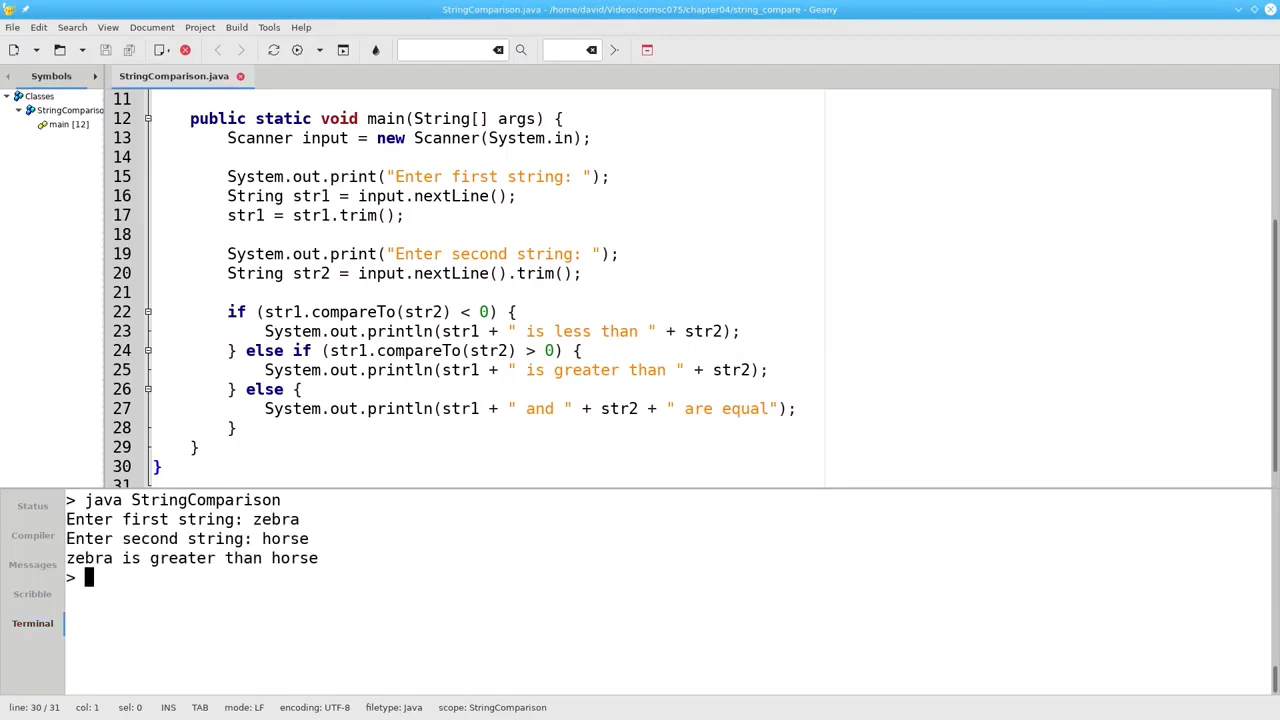 StringComparison.java - /home/david/Videos/comsc075/chapter04/string_compare - Geany
File Edit Search View Document Project Build Tools Help
Symbols StringComparison.java
Classes
StringCompariso
main [12]
11
12 public static void main(String[] args) {
13 Scanner input = new Scanner(System.in);
14
15 System.out.print("Enter first string: ");
16 String str1 = input.nextLine();
17 str1 = str1.trim();
18
19 System.out.print("Enter second string: ");
20 String str2 = input.nextLine().trim();
21
22 if (str1.compareTo(str2) < 0) {
23 System.out.println(str1 + " is less than " + str2);
24 } else if (str1.compareTo(str2) > 0) {
25 System.out.println(str1 + " is greater than " + str2);
26 } else {
27 System.out.println(str1 + " and " + str2 + " are equal");
28 }
29 }
30 }
31
Status
Compiler
Messages
Scribble
Terminal
> java StringComparison
Enter first string: zebra
Enter second string: horse
zebra is greater than horse
>
line: 30 / 31 col: 1 sel: 0 INS TAB mode: LF encoding: UTF-8 filetype: Java scope: StringComparison